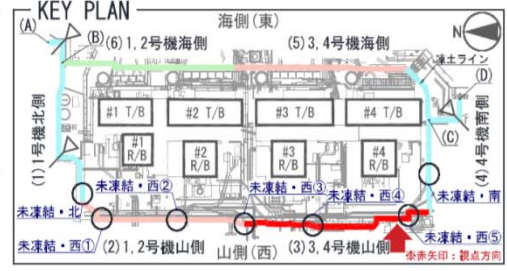 KEY PLAN
海側(東)
N
(A)
(B)
(6)1,2号機海側
(5)3,4号機海側
凍土ライン
(D)
#1 T/B
#2 T/B
#3 T/B
#4 T/B
(1)1号機北側
#1
R/B
#2
R/B
#3
R/B
#4
R/B
(C)
(4)4号機南側
未凍結・北
未凍結・西②
未凍結・西③
未凍結・西④
未凍結・南
未凍結・西①
(2)1,2号機山側
山側(西)
(3)3,4号機山側
未凍結・西⑤
※赤矢印:視点方向